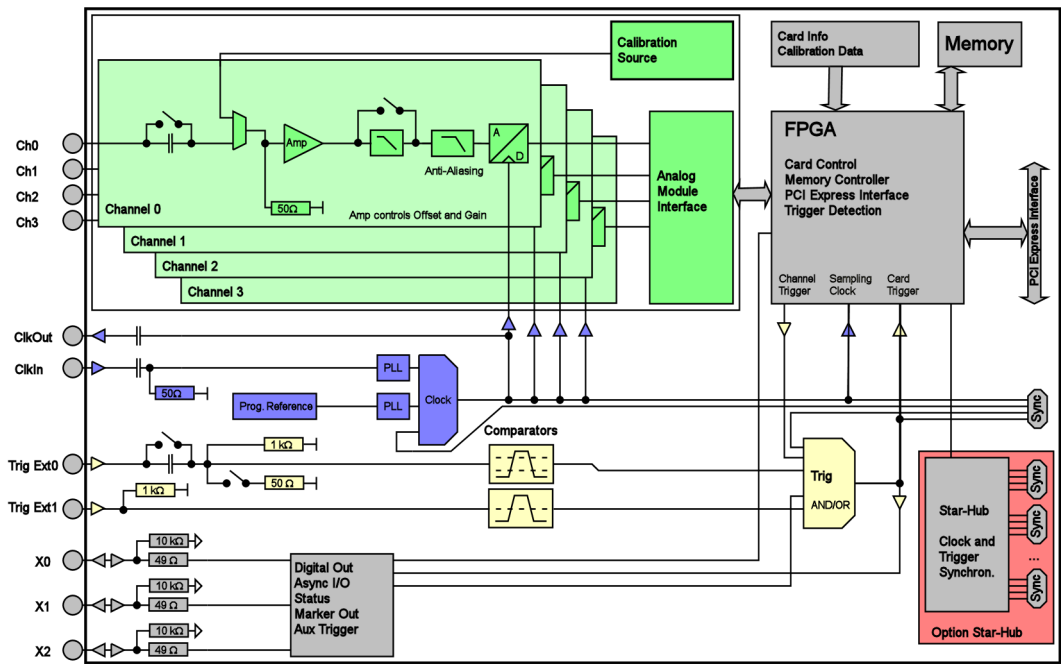 Calibration
Source
Card Info
Calibration Data
Memory
Ch0
Ch1
Ch2
Ch3
Amp
A
D
Anti-Aliasing
50Ω
Amp controls Offset and Gain
Channel 0
Channel 1
Channel 2
Channel 3
Analog
Module
Interface
FPGA
Card Control
Memory Controller
PCI Express Interface
Trigger Detection
Channel
Trigger
Sampling
Clock
Card
Trigger
PCI Express Interface
ClkOut
ClkIn
50Ω
PLL
Prog. Reference
PLL
Clock
Sync
Comparators
Trig Ext0
1 kΩ
50 Ω
Trig Ext1
1 kΩ
Trig
AND/OR
X0
10 kΩ
49 Ω
X1
10 kΩ
49 Ω
X2
10 kΩ
49 Ω
Digital Out
Async I/O
Status
Marker Out
Aux Trigger
Star-Hub
Clock and
Trigger
Synchron.
Sync
Sync
...
Sync
Option Star-Hub